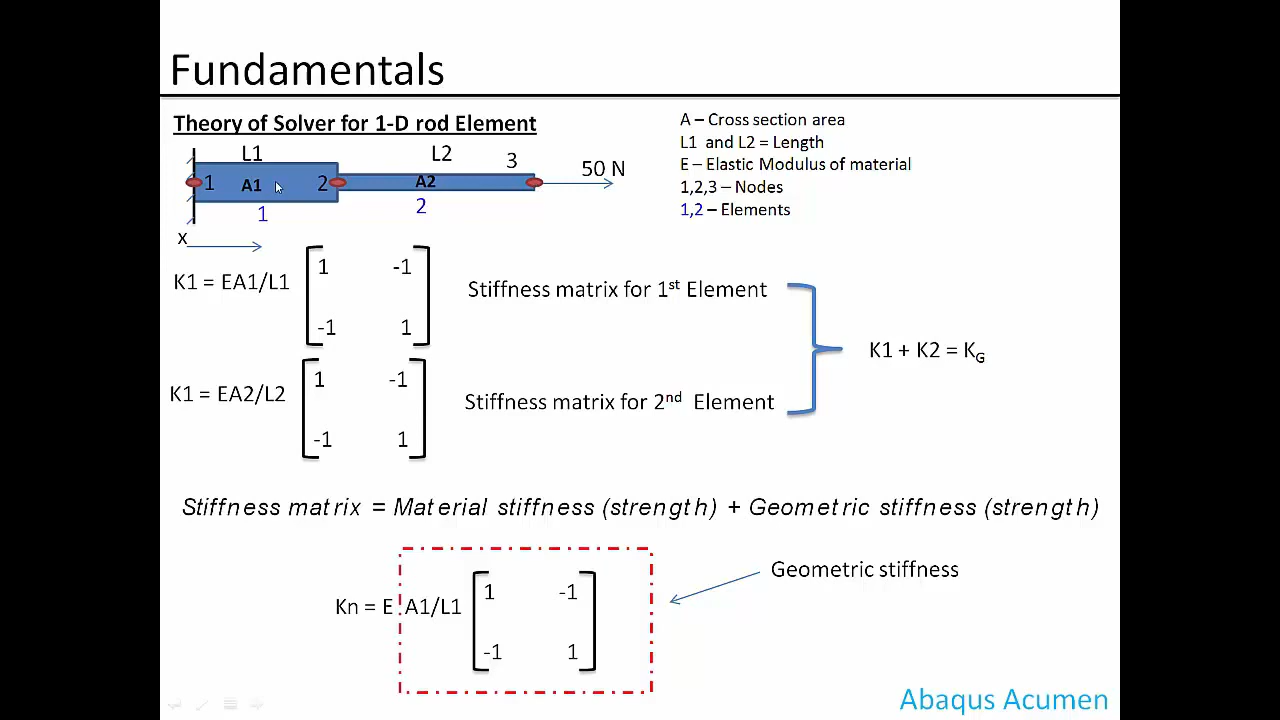 Fundamentals
Theory of Solver for 1-D rod Element
A – Cross section area
L1 and L2 = Length
E – Elastic Modulus of material
1,2,3 – Nodes
1,2 – Elements
L1 L2 3 50 N
1 A1 2 A2
1 2
x
K1 = EA1/L1
1 -1
-1 1
Stiffness matrix for 1st Element
K1 + K2 = KG
K1 = EA2/L2
1 -1
-1 1
Stiffness matrix for 2nd Element
Stiffness matrix = Material stiffness (strength) + Geometric stiffness (strength)
Kn = E A1/L1
1 -1
-1 1
Geometric stiffness
Abaqus Acumen